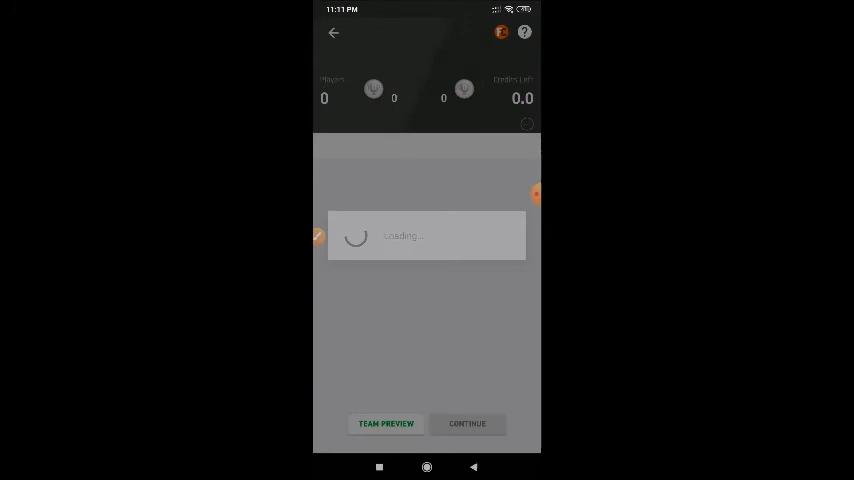 11:11 PM
?
Players
Credits Left
0
0
0
0.0
Loading...
TEAM PREVIEW
CONTINUE